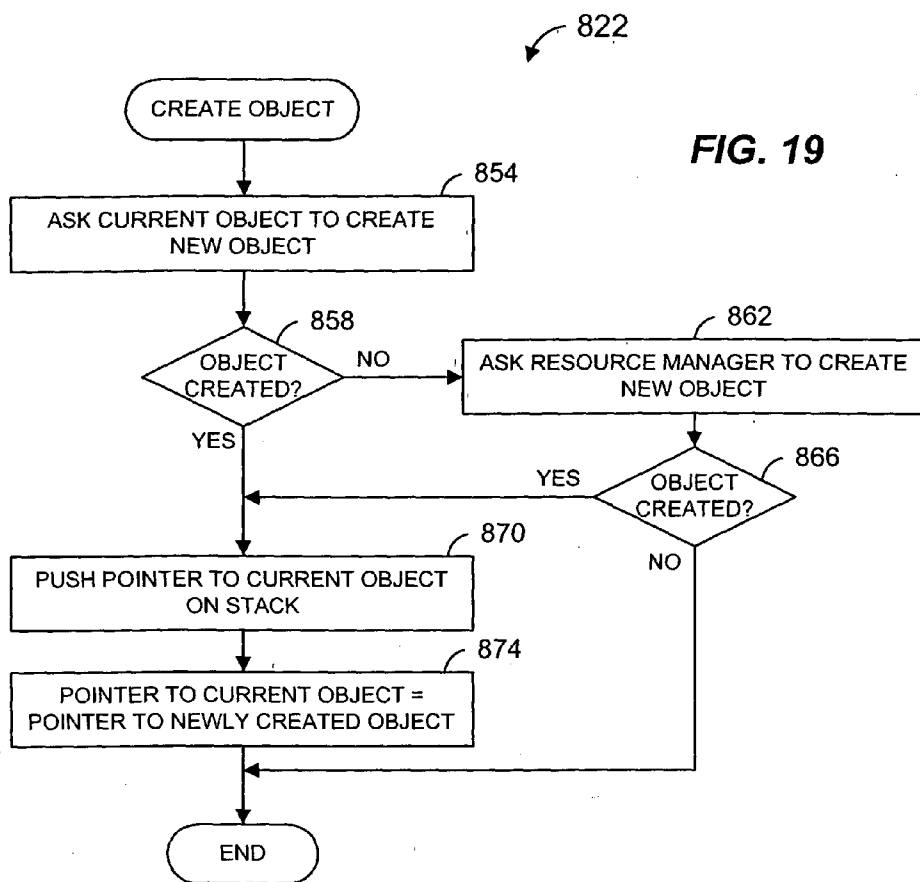 822
CREATE OBJECT
FIG. 19
854
ASK CURRENT OBJECT TO CREATE
NEW OBJECT
858
OBJECT
CREATED?
NO
862
ASK RESOURCE MANAGER TO CREATE
NEW OBJECT
YES
866
OBJECT
CREATED?
YES
NO
870
PUSH POINTER TO CURRENT OBJECT
ON STACK
874
POINTER TO CURRENT OBJECT =
POINTER TO NEWLY CREATED OBJECT
END